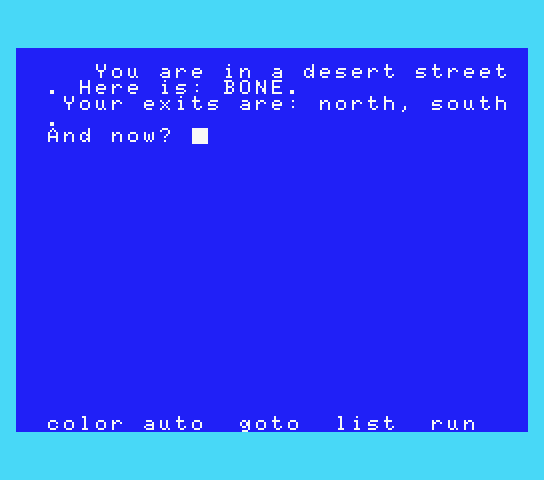 You are in a desert street
. Here is: BONE.
Your exits are: north, south
.
And now?
color auto goto list run